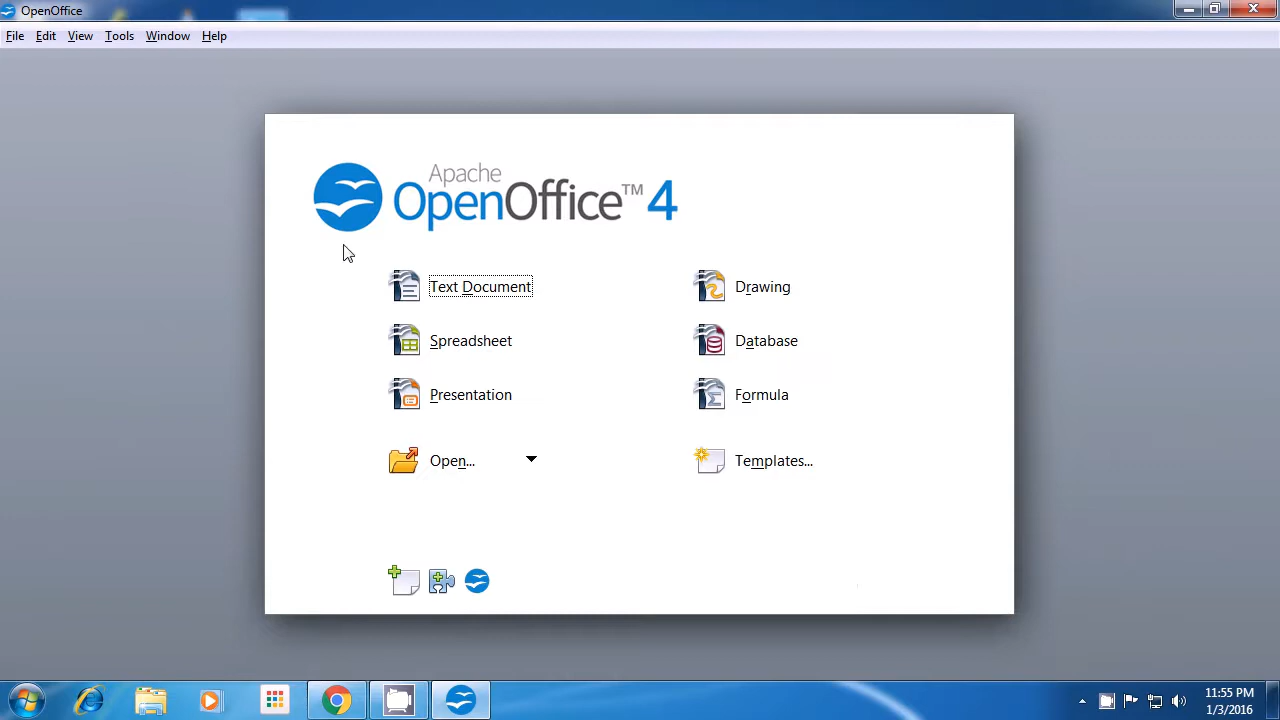 OpenOffice
File Edit View Tools Window Help
Apache
OpenOffice™ 4
Text Document
Drawing
Spreadsheet
Database
Presentation
Formula
Open...
Templates...
11:55 PM
1/3/2016